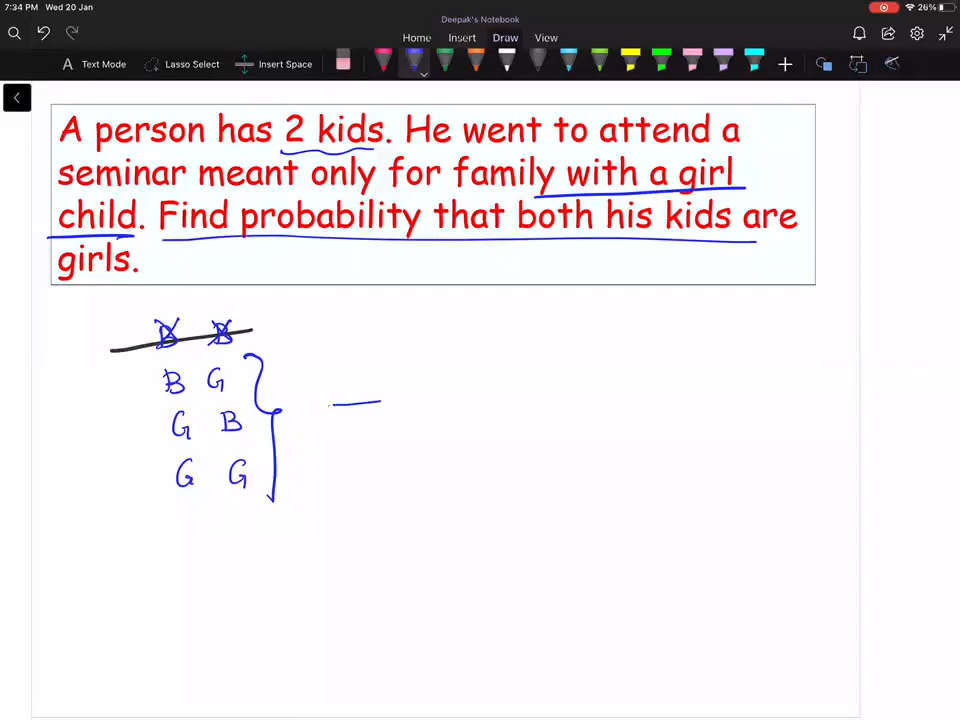 7:34 PM Wed 20 Jan
26%
Deepak's Notebook
Home Insert Draw View
Text Mode Lasso Select Insert Space
A person has 2 kids. He went to attend a
seminar meant only for family with a girl
child. Find probability that both his kids are
girls.
B B
B G
G B
G G